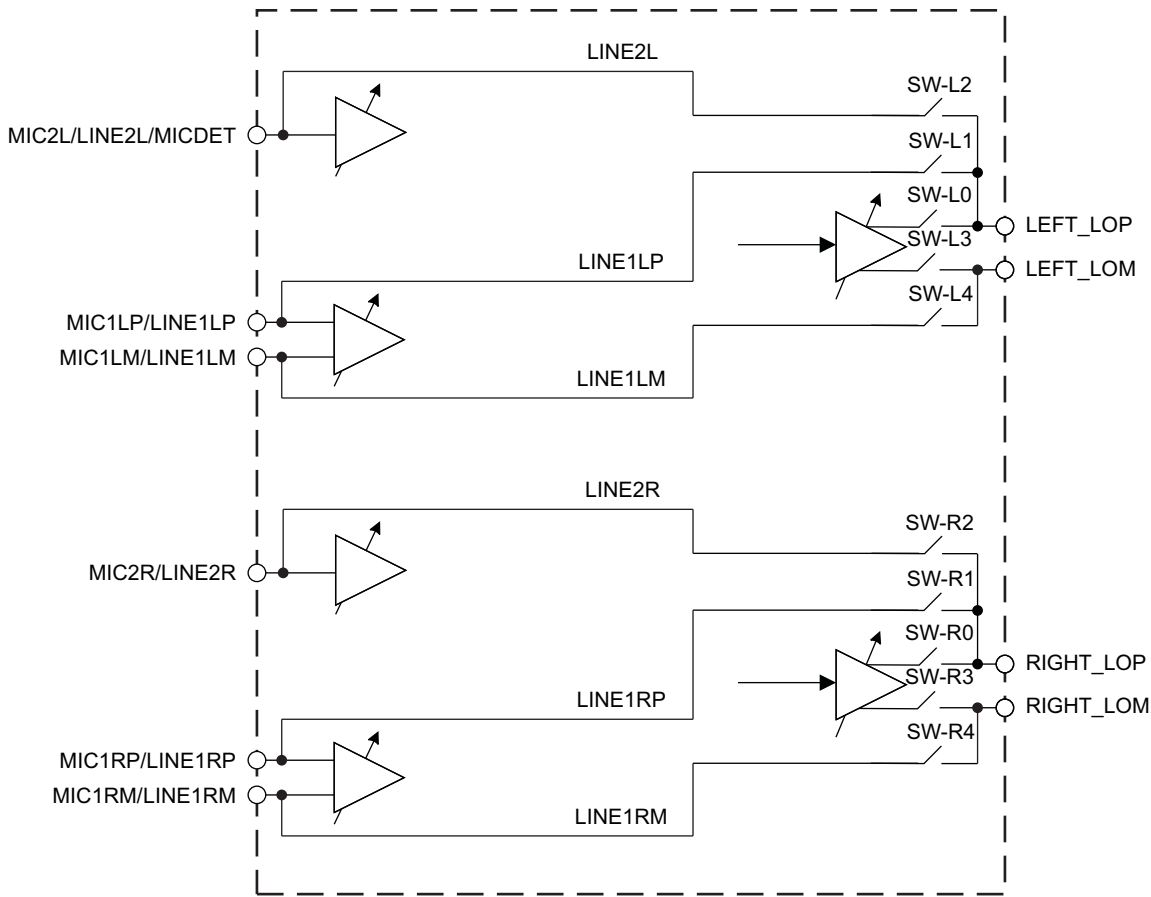 LINE2L
SW-L2
MIC2L/LINE2L/MICDET
SW-L1
SW-L0
LEFT_LOP
SW-L3
LINE1LP
LEFT_LOM
SW-L4
MIC1LP/LINE1LP
MIC1LM/LINE1LM
LINE1LM
LINE2R
SW-R2
MIC2R/LINE2R
SW-R1
SW-R0
RIGHT_LOP
SW-R3
LINE1RP
RIGHT_LOM
SW-R4
MIC1RP/LINE1RP
MIC1RM/LINE1RM
LINE1RM